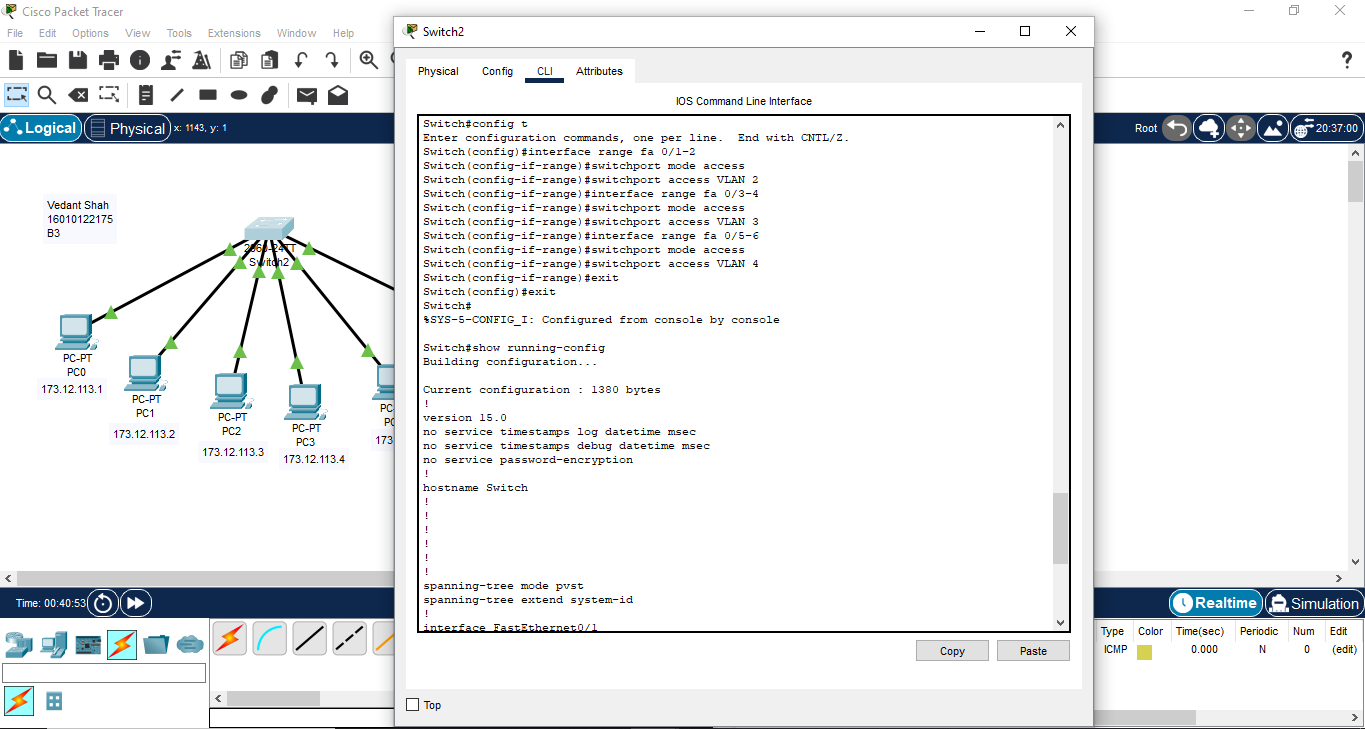 Cisco Packet Tracer
File Edit Options View Tools Extensions Window Help
Logical
Physical
x: 1143, y: 1
Root
20:37:00
Vedant Shah
16010122175
B3
2960-24TT
Switch2
PC-PT
PC0
173.12.113.1
PC-PT
PC1
173.12.113.2
PC-PT
PC2
173.12.113.3
PC-PT
PC3
173.12.113.4
PC
173
Switch2
Physical Config CLI Attributes
IOS Command Line Interface
Switch#config t
Enter configuration commands, one per line. End with CNTL/Z.
Switch(config)#interface range fa 0/1-2
Switch(config-if-range)#switchport mode access
Switch(config-if-range)#switchport access VLAN 2
Switch(config-if-range)#interface range fa 0/3-4
Switch(config-if-range)#switchport mode access
Switch(config-if-range)#switchport access VLAN 3
Switch(config-if-range)#interface range fa 0/5-6
Switch(config-if-range)#switchport mode access
Switch(config-if-range)#switchport access VLAN 4
Switch(config-if-range)#exit
Switch(config)#exit
Switch#
%SYS-5-CONFIG_I: Configured from console by console
Switch#show running-config
Building configuration...
Current configuration : 1380 bytes
!
version 15.0
no service timestamps log datetime msec
no service timestamps debug datetime msec
no service password-encryption
!
hostname Switch
!
!
!
!
!
!
spanning-tree mode pvst
spanning-tree extend system-id
!
interface FastEthernet0/1
Copy
Paste
Top
Time: 00:40:53
Realtime
Simulation
Type Color Time(sec) Periodic Num Edit
ICMP 0.000 N 0 (edit)